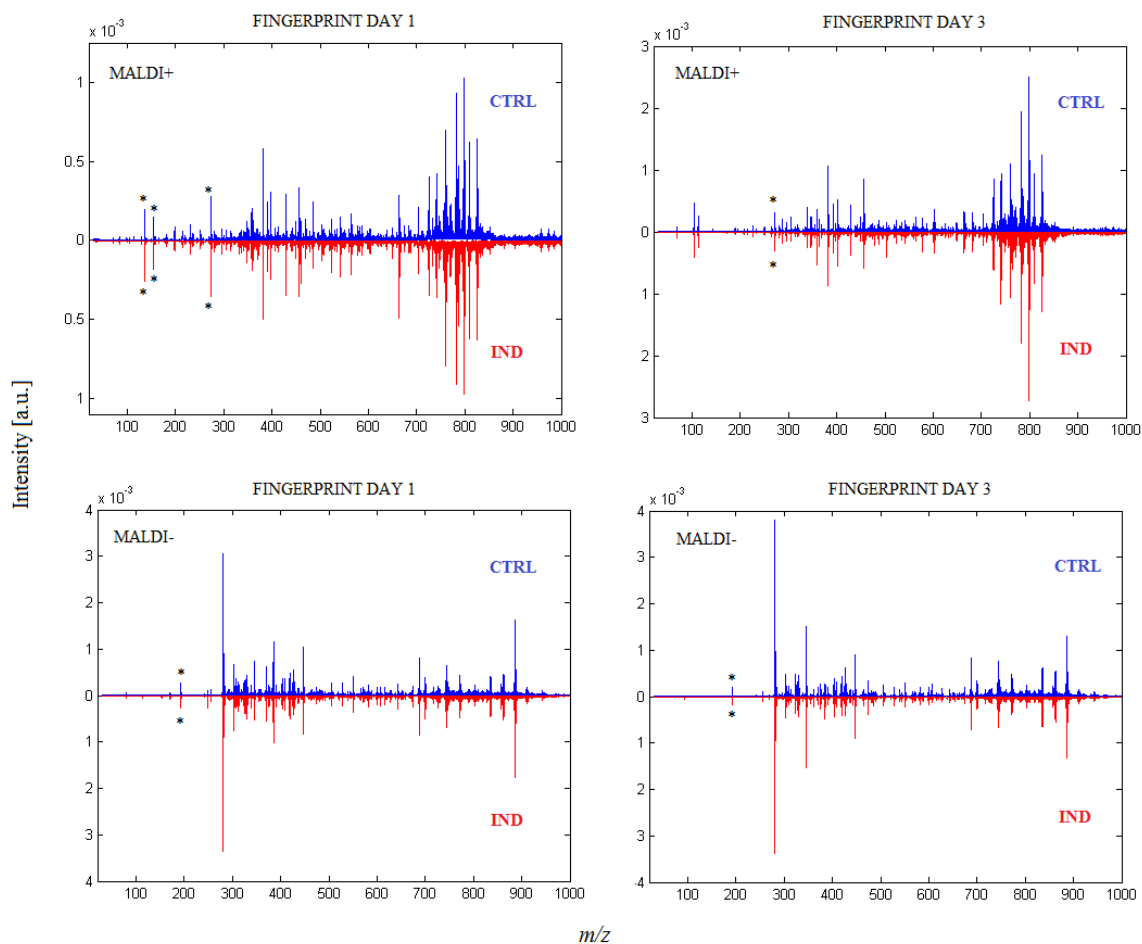 FINGERPRINT DAY 1
MALDI+
CTRL
IND
1
0.5
0
0.5
1
* * *
* * *
100 200 300 400 500 600 700 800 900 1000
FINGERPRINT DAY 3
x 10⁻³
MALDI+
CTRL
IND
3
2
1
0
1
2
3
*
*
100 200 300 400 500 600 700 800 900 1000
Intensity [a.u.]
FINGERPRINT DAY 1
x 10⁻³
MALDI-
CTRL
IND
4
3
2
1
0
1
2
3
4
*
*
100 200 300 400 500 600 700 800 900 1000
FINGERPRINT DAY 3
x 10⁻³
MALDI-
CTRL
IND
4
3
2
1
0
1
2
3
4
*
*
100 200 300 400 500 600 700 800 900 1000
m/z
x 10⁻³